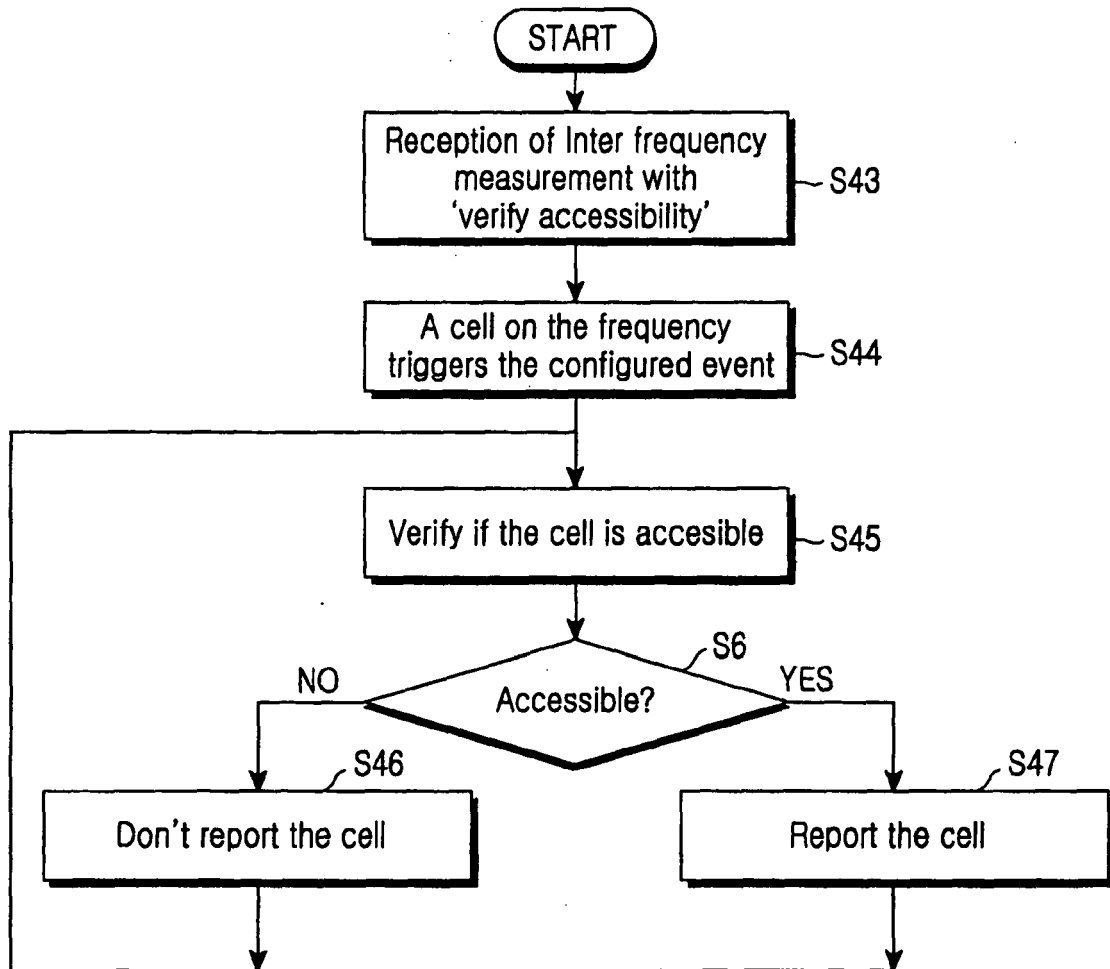 START
Reception of Inter frequency
measurement with
‘verify accessibility’
S43
A cell on the frequency
triggers the configured event
S44
Verify if the cell is accesible
S45
S6
NO
Accessible?
YES
S46
S47
Don't report the cell
Report the cell